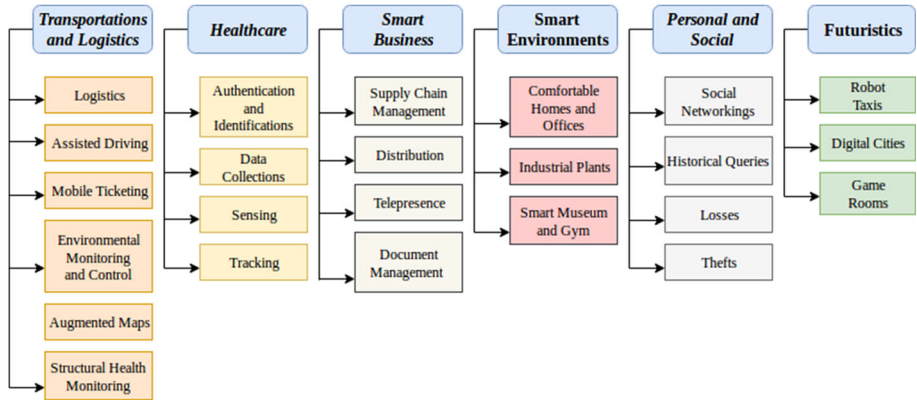 Transportations
and Logistics
Logistics
Assisted Driving
Mobile Ticketing
Environmental
Monitoring
and Control
Augmented Maps
Structural Health
Monitoring
Healthcare
Authentication
and
Identifications
Data
Collections
Sensing
Tracking
Smart
Business
Supply Chain
Management
Distribution
Telepresence
Document
Management
Smart
Environments
Comfortable
Homes and
Offices
Industrial Plants
Smart Museum
and Gym
Personal and
Social
Social
Networkings
Historical Queries
Losses
Thefts
Futuristics
Robot
Taxis
Digital Cities
Game
Rooms